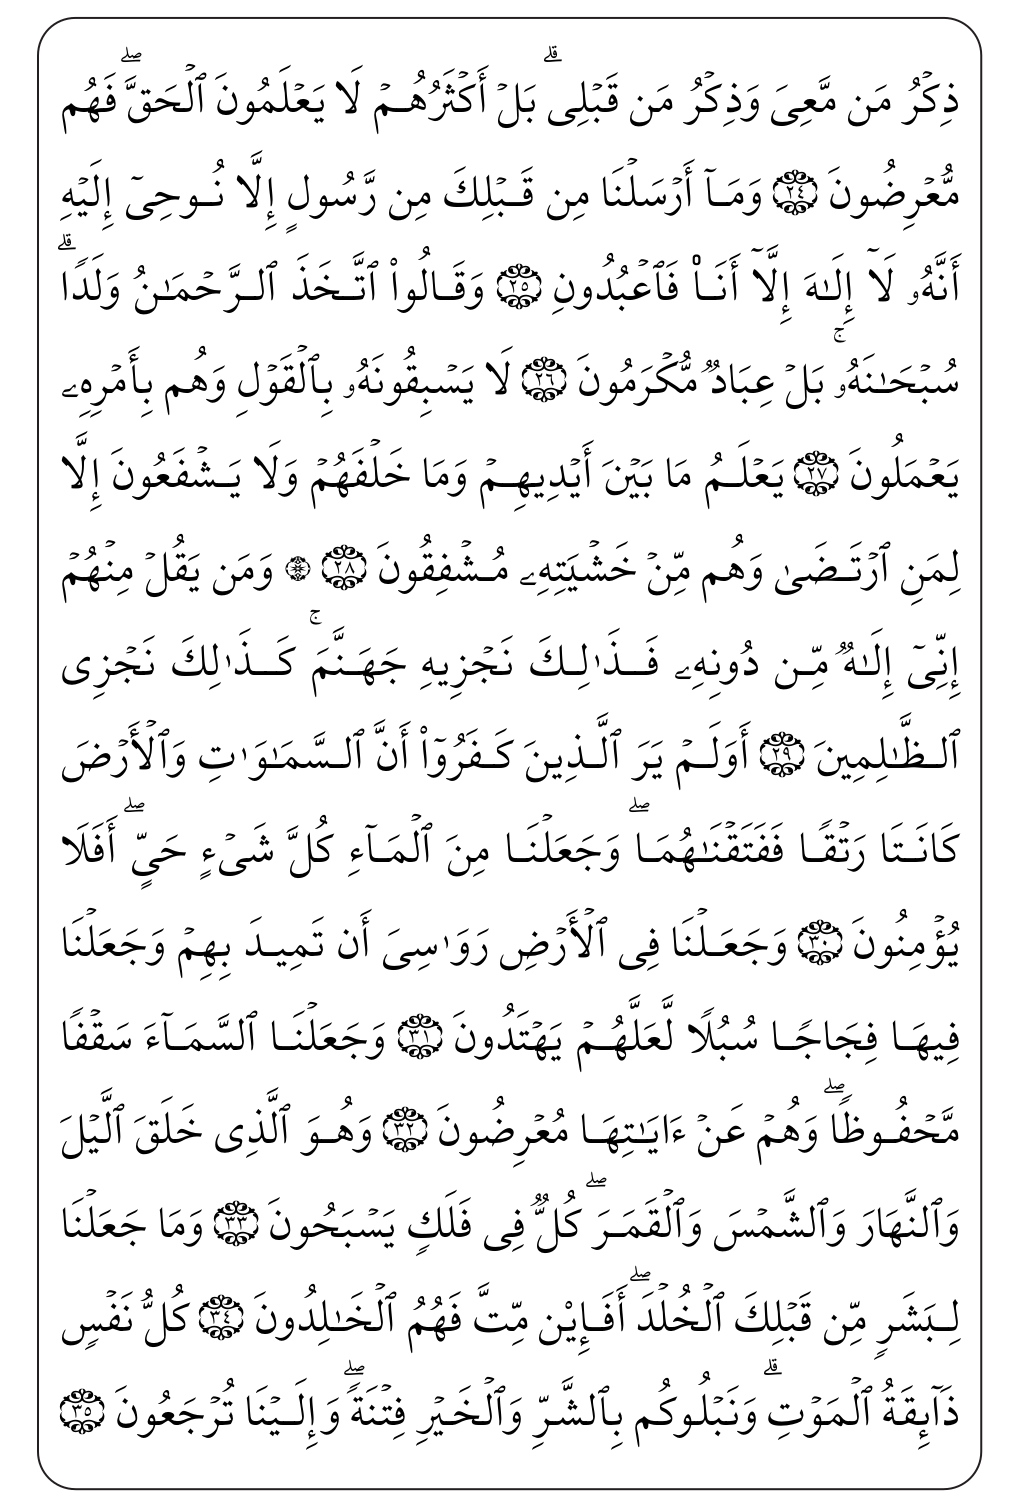 ذِكۡرُ مَن مَّعِىَ وَذِكۡرُ مَن قَبۡلِىۗ بَلۡ أَكۡثَرُهُمۡ لَا يَعۡلَمُونَ ٱلۡحَقَّۖ فَهُم
مُّعۡرِضُونَ ٢٤ وَمَآ أَرۡسَلۡنَا مِن قَبۡلِكَ مِن رَّسُولٍ إِلَّا نُوحِىٓ إِلَيۡهِ
أَنَّهُۥ لَآ إِلَـٰهَ إِلَّآ أَنَا۠ فَٱعۡبُدُونِ ٢٥ وَقَالُواْ ٱتَّخَذَ ٱلرَّحۡمَـٰنُ وَلَدًاۗ
سُبۡحَـٰنَهُۥۚ بَلۡ عِبَادٌ مُّكۡرَمُونَ ٢٦ لَا يَسۡبِقُونَهُۥ بِٱلۡقَوۡلِ وَهُم بِأَمۡرِهِۦ
يَعۡمَلُونَ ٢٧ يَعۡلَمُ مَا بَيۡنَ أَيۡدِيهِمۡ وَمَا خَلۡفَهُمۡ وَلَا يَشۡفَعُونَ إِلَّا
لِمَنِ ٱرۡتَضَىٰ وَهُم مِّنۡ خَشۡيَتِهِۦ مُشۡفِقُونَ ٢٨ ۞ وَمَن يَقُلۡ مِنۡهُمۡ
إِنِّىٓ إِلَـٰهٌ مِّن دُونِهِۦ فَذَٰلِكَ نَجۡزِيهِ جَهَنَّمَۚ كَذَٰلِكَ نَجۡزِى
ٱلظَّـٰلِمِينَ ٢٩ أَوَلَمۡ يَرَ ٱلَّذِينَ كَفَرُوٓاْ أَنَّ ٱلسَّمَـٰوَٰتِ وَٱلۡأَرۡضَ
كَانَتَا رَتۡقًا فَفَتَقۡنَـٰهُمَاۖ وَجَعَلۡنَا مِنَ ٱلۡمَآءِ كُلَّ شَىۡءٍ حَىٍّۖ أَفَلَا
يُؤۡمِنُونَ ٣٠ وَجَعَلۡنَا فِى ٱلۡأَرۡضِ رَوَٰسِىَ أَن تَمِيدَ بِهِمۡ وَجَعَلۡنَا
فِيهَا فِجَاجًا سُبُلًا لَّعَلَّهُمۡ يَهۡتَدُونَ ٣١ وَجَعَلۡنَا ٱلسَّمَآءَ سَقۡفًا
مَّحۡفُوظًاۖ وَهُمۡ عَنۡ ءَايَـٰتِهَا مُعۡرِضُونَ ٣٢ وَهُوَ ٱلَّذِى خَلَقَ ٱلَّيۡلَ
وَٱلنَّهَارَ وَٱلشَّمۡسَ وَٱلۡقَمَرَۖ كُلٌّ فِى فَلَكٍ يَسۡبَحُونَ ٣٣ وَمَا جَعَلۡنَا
لِبَشَرٍ مِّن قَبۡلِكَ ٱلۡخُلۡدَۖ أَفَإِيْن مِّتَّ فَهُمُ ٱلۡخَـٰلِدُونَ ٣٤ كُلُّ نَفۡسٍ
ذَآئِقَةُ ٱلۡمَوۡتِۗ وَنَبۡلُوكُم بِٱلشَّرِّ وَٱلۡخَيۡرِ فِتۡنَةًۖ وَإِلَيۡنَا تُرۡجَعُونَ ٣٥